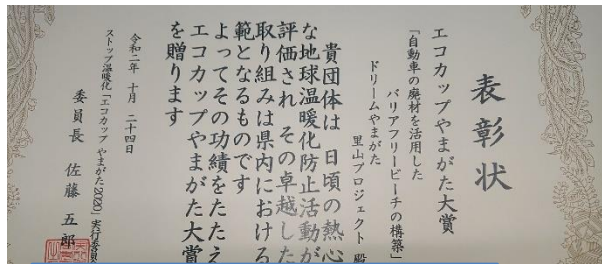 表彰状
エコカップやまがた大賞
「自動車の廃材を活用した
バリアフリービーチの構築」
ドリームやまがた
里山プロジェクト 殿
貴団体は 日頃の熱心
な地球温暖化防止活動が
評価され その卓越した
取り組みは県内における
範となるものです
よってその功績をたたえ
エコカップやまがた大賞
を贈ります
令和二年 十月 二十四日
ストップ温暖化「エコカップやまがた2020」実行委員
委員長 佐藤 五郎